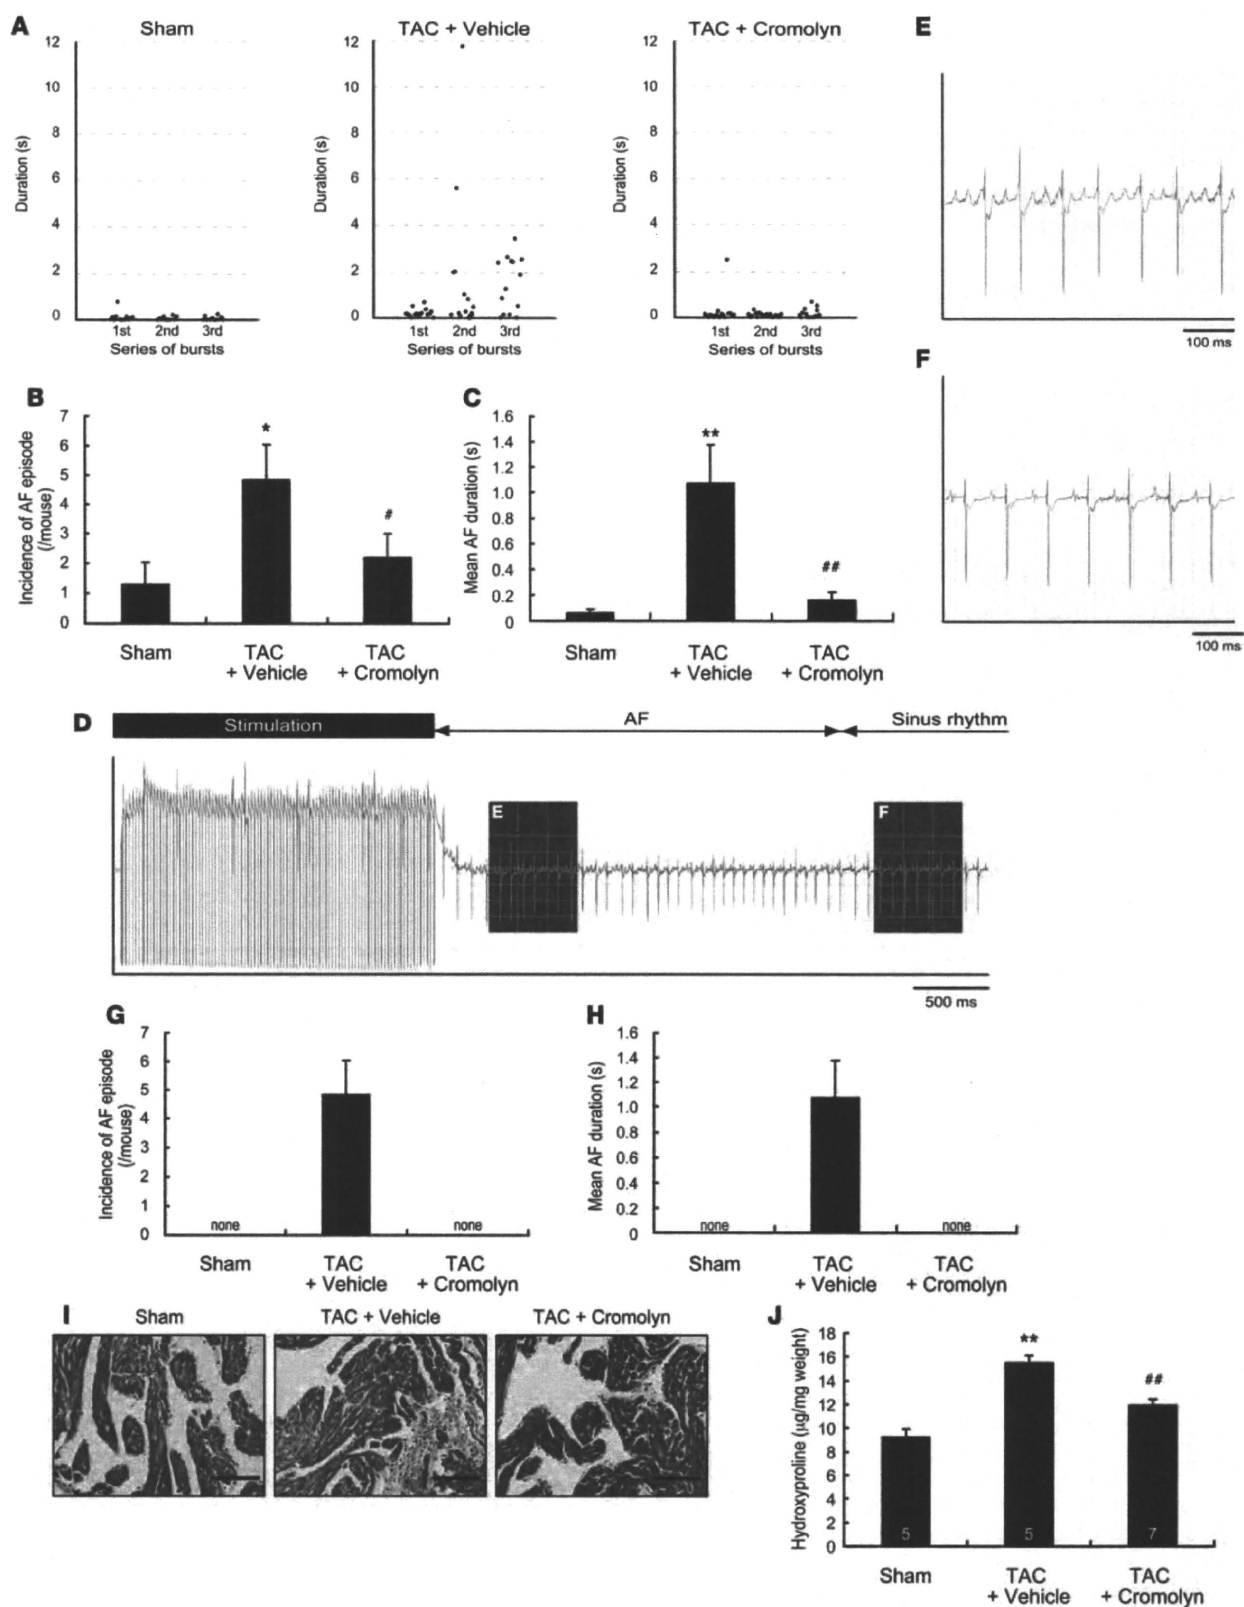 A
Sham
TAC + Vehicle
TAC + Cromolyn
12
10
8
6
4
2
0
Duration (s)
1st 2nd 3rd
Series of bursts
12
10
8
6
4
2
0
Duration (s)
1st 2nd 3rd
Series of bursts
12
10
8
6
4
2
0
Duration (s)
1st 2nd 3rd
Series of bursts
E
100 ms
F
100 ms
B
7
6
5
4
3
2
1
0
Incidence of AF episode
(/mouse)
*
#
Sham
TAC
+ Vehicle
TAC
+ Cromolyn
C
1.6
1.4
1.2
1.0
0.8
0.6
0.4
0.2
0
Mean AF duration (s)
**
##
Sham
TAC
+ Vehicle
TAC
+ Cromolyn
D
Stimulation
AF
Sinus rhythm
E
F
500 ms
G
7
6
5
4
3
2
1
0
Incidence of AF episode
(/mouse)
none
none
Sham
TAC
+ Vehicle
TAC
+ Cromolyn
H
1.6
1.4
1.2
1.0
0.8
0.6
0.4
0.2
0
Mean AF duration (s)
none
none
Sham
TAC
+ Vehicle
TAC
+ Cromolyn
I
Sham
TAC + Vehicle
TAC + Cromolyn
J
18
16
14
12
10
8
6
4
2
0
Hydroxyproline (µg/mg weight)
**
##
5
5
7
Sham
TAC
+ Vehicle
TAC
+ Cromolyn